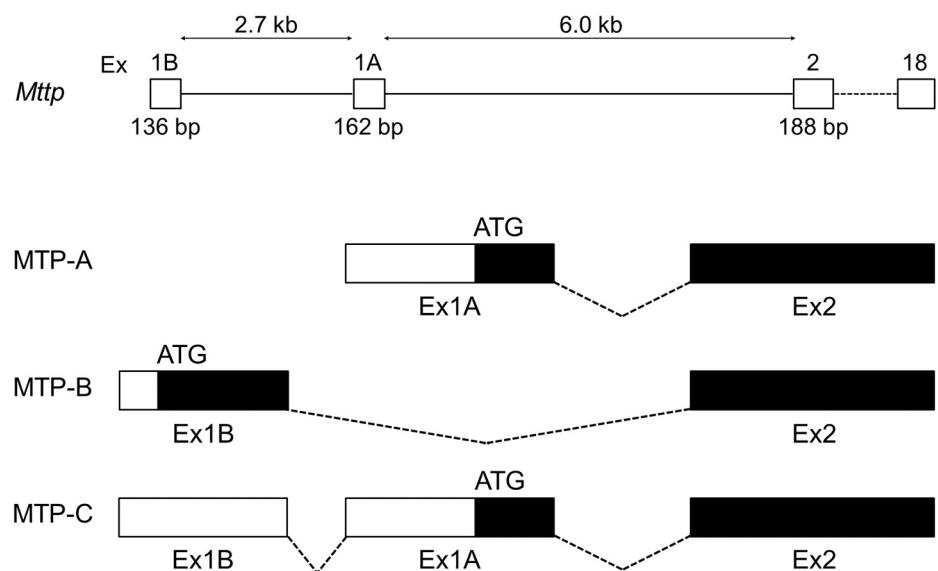 2.7 kb 6.0 kb
Ex 1B 1A 2 18
Mttp
136 bp 162 bp 188 bp
ATG
MTP-A
Ex1A Ex2
ATG
MTP-B
Ex1B Ex2
ATG
MTP-C
Ex1B Ex1A Ex2